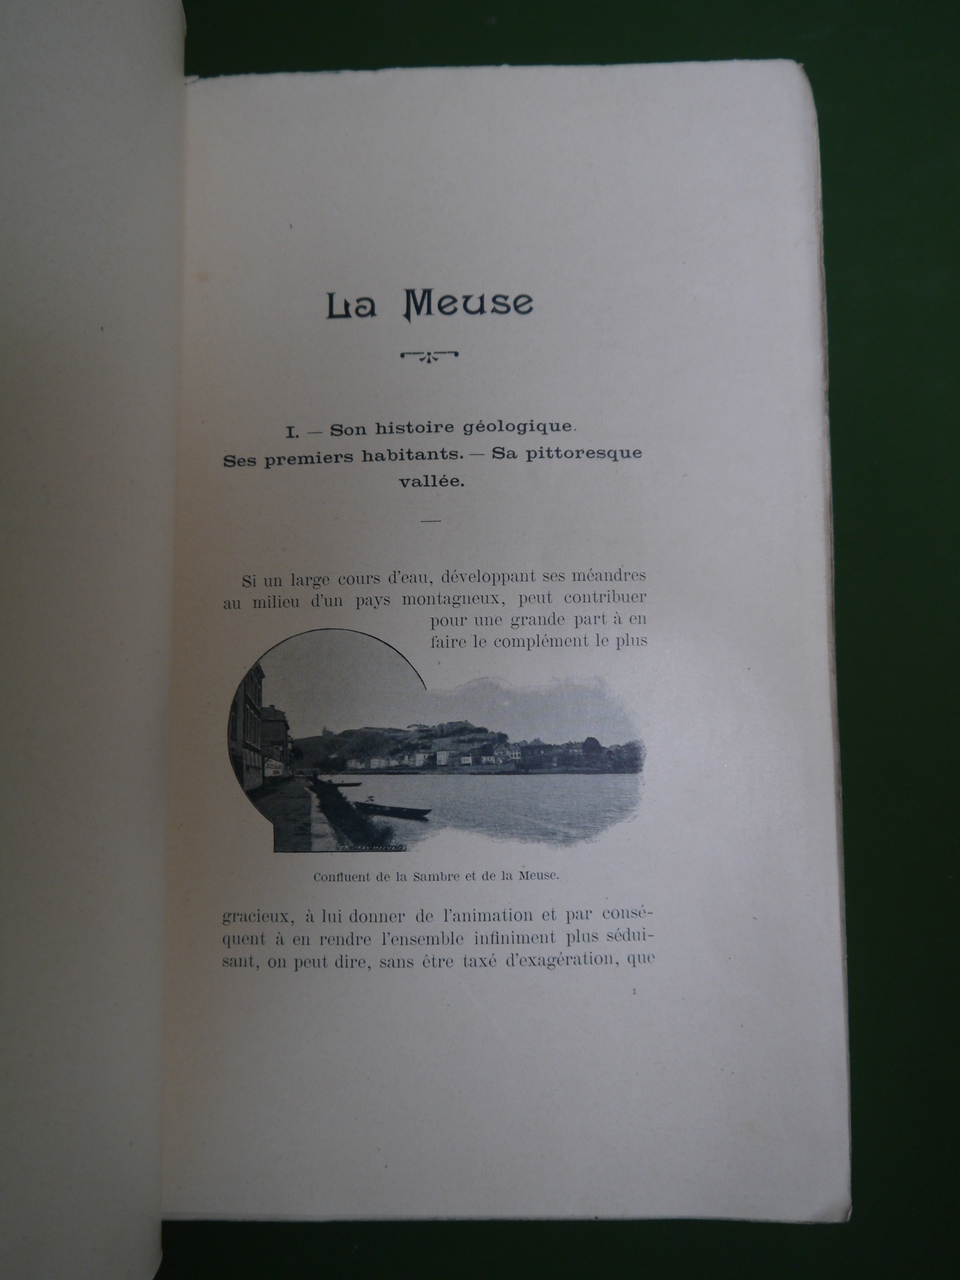 La Meuse
I. — Son histoire géologique.
Ses premiers habitants. — Sa pittoresque
vallée.
Si un large cours d'eau, développant ses méandres
au milieu d'un pays montagneux, peut contribuer
pour une grande part à en
faire le complément le plus
Confluent de la Sambre et de la Meuse.
gracieux, à lui donner de l'animation et par consé-
quent à en rendre l'ensemble infiniment plus sédui-
sant, on peut dire, sans être taxé d'exagération, que
1